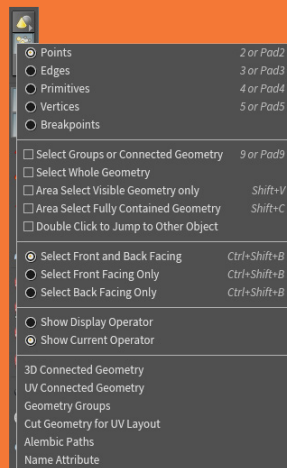 Points 2 or Pad2
Edges 3 or Pad3
Primitives 4 or Pad4
Vertices 5 or Pad5
Breakpoints
Select Groups or Connected Geometry 9 or Pad9
Select Whole Geometry
Area Select Visible Geometry only Shift+V
Area Select Fully Contained Geometry Shift+C
Double Click to Jump to Other Object
Select Front and Back Facing Ctrl+Shift+B
Select Front Facing Only Ctrl+Shift+B
Select Back Facing Only Ctrl+Shift+B
Show Display Operator
Show Current Operator
3D Connected Geometry
UV Connected Geometry
Geometry Groups
Cut Geometry for UV Layout
Alembic Paths
Name Attribute